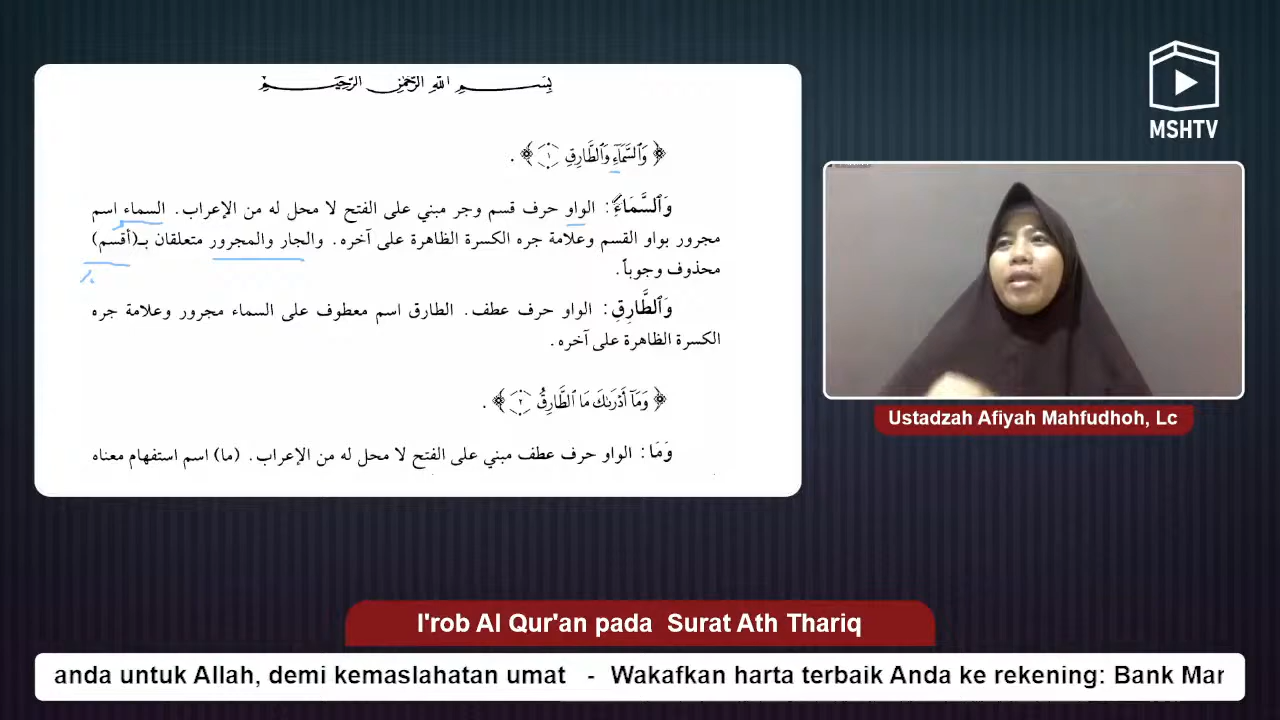 بِسْمِ اللهِ الرَّحْمٰنِ الرَّحِيْمِ
﴿ وَٱلسَّمَآءِ وَٱلطَّارِقِ ١ ﴾ .
وَٱلسَّمَآءِ : الواو حرف قسم وجر مبني على الفتح لا محل له من الإعراب . السماء اسم
مجرور بواو القسم وعلامة جره الكسرة الظاهرة على آخره . والجار والمجرور متعلقان بـ(أقسم)
محذوف وجوباً .
وَٱلطَّارِقِ : الواو حرف عطف . الطارق اسم معطوف على السماء مجرور وعلامة جره
الكسرة الظاهرة على آخره .
﴿ وَمَآ أَدْرَىٰكَ مَا ٱلطَّارِقُ ٢ ﴾ .
وَمَا : الواو حرف عطف مبني على الفتح لا محل له من الإعراب . (ما) اسم استفهام معناه
MSHTV
Ustadzah Afiyah Mahfudhoh, Lc
I'rob Al Qur'an pada Surat Ath Thariq
anda untuk Allah, demi kemaslahatan umat - Wakafkan harta terbaik Anda ke rekening: Bank Mar